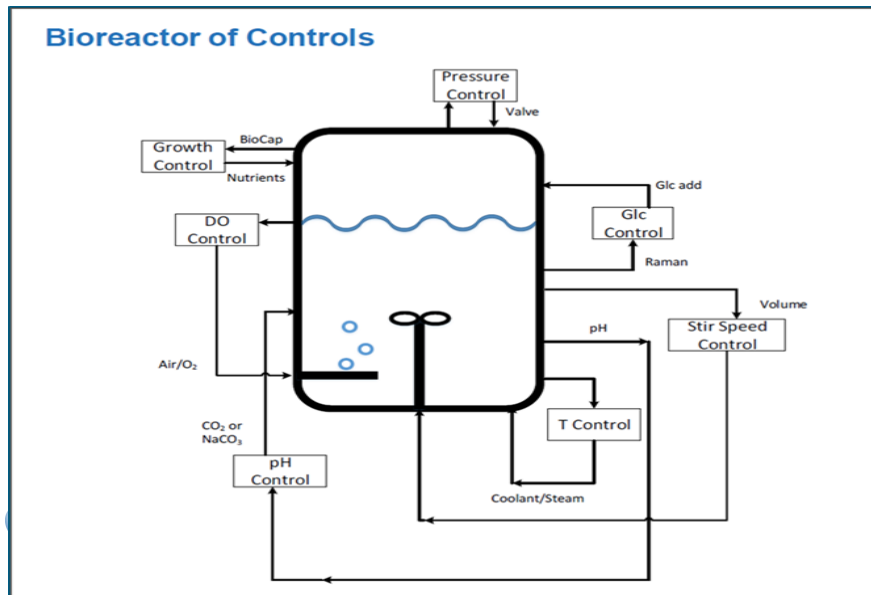 Bioreactor of Controls
Pressure
Control
Valve
BioCap
Growth
Control
Nutrients
Glc add
DO
Control
Glc
Control
Raman
Volume
pH
Stir Speed
Control
Air/O₂
T Control
CO₂ or
NaCO₃
pH
Control
Coolant/Steam